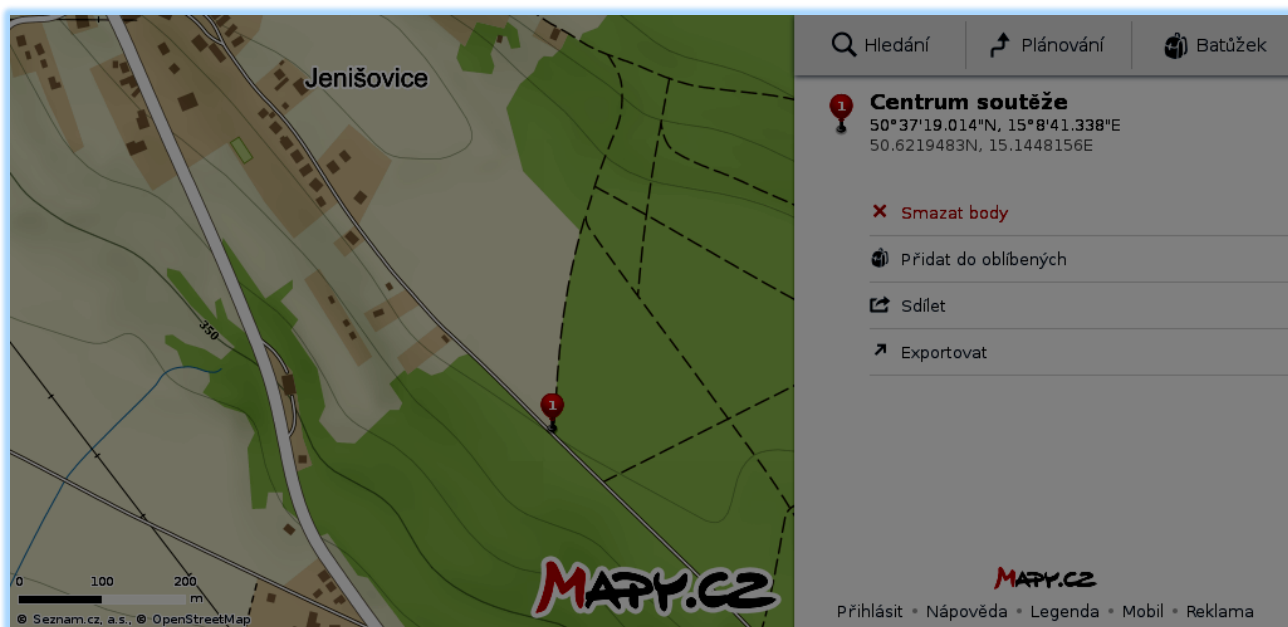 Jenišovice
350
1
0 100 200
m
© Seznam.cz, a.s., © OpenStreetMap
MAPY.CZ
Hledání
Plánování
Batůžek
1
Centrum soutěže
50°37'19.014"N, 15°8'41.338"E
50.6219483N, 15.1448156E
Smazat body
Přidat do oblíbených
Sdílet
Exportovat
MAPY.CZ
Přihlásit • Nápověda • Legenda • Mobil • Reklama